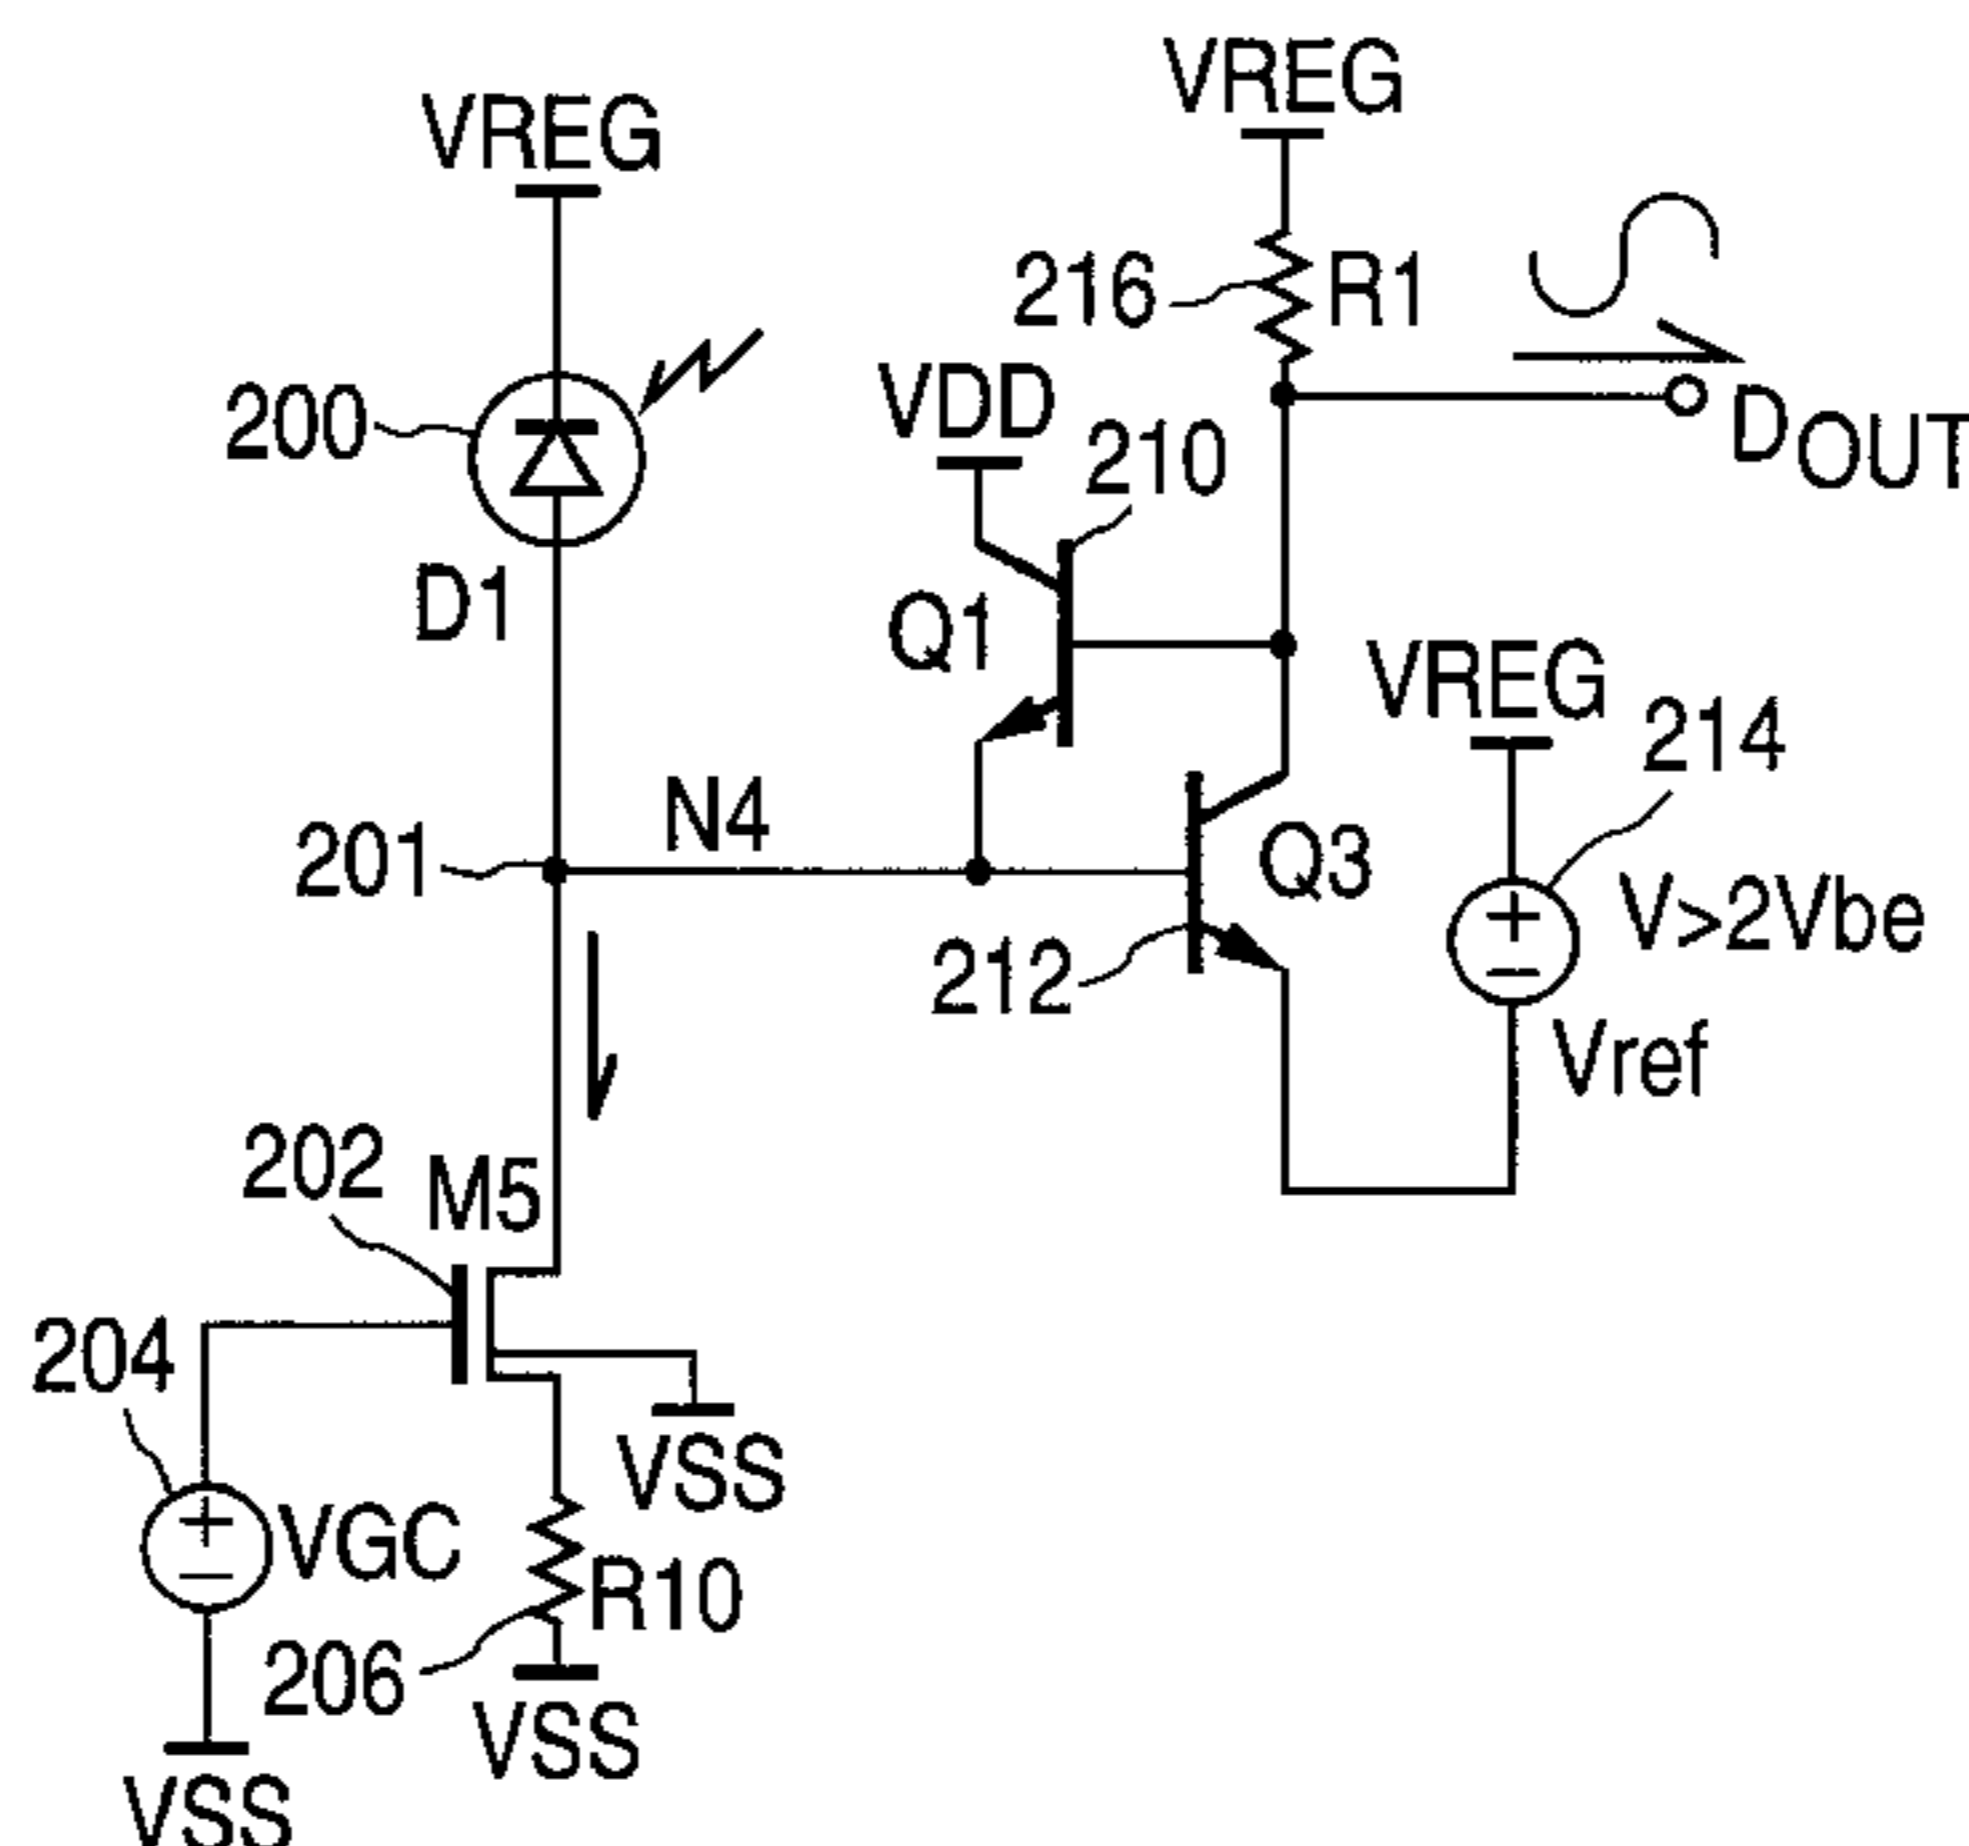 VREG
VREG
216
R1
200
VDD
210
DOUT
D1
Q1
VREG
214
N4
201
Q3
V>2Vbe
212
Vref
202
M5
204
VSS
VGC
R10
206
VSS
VSS